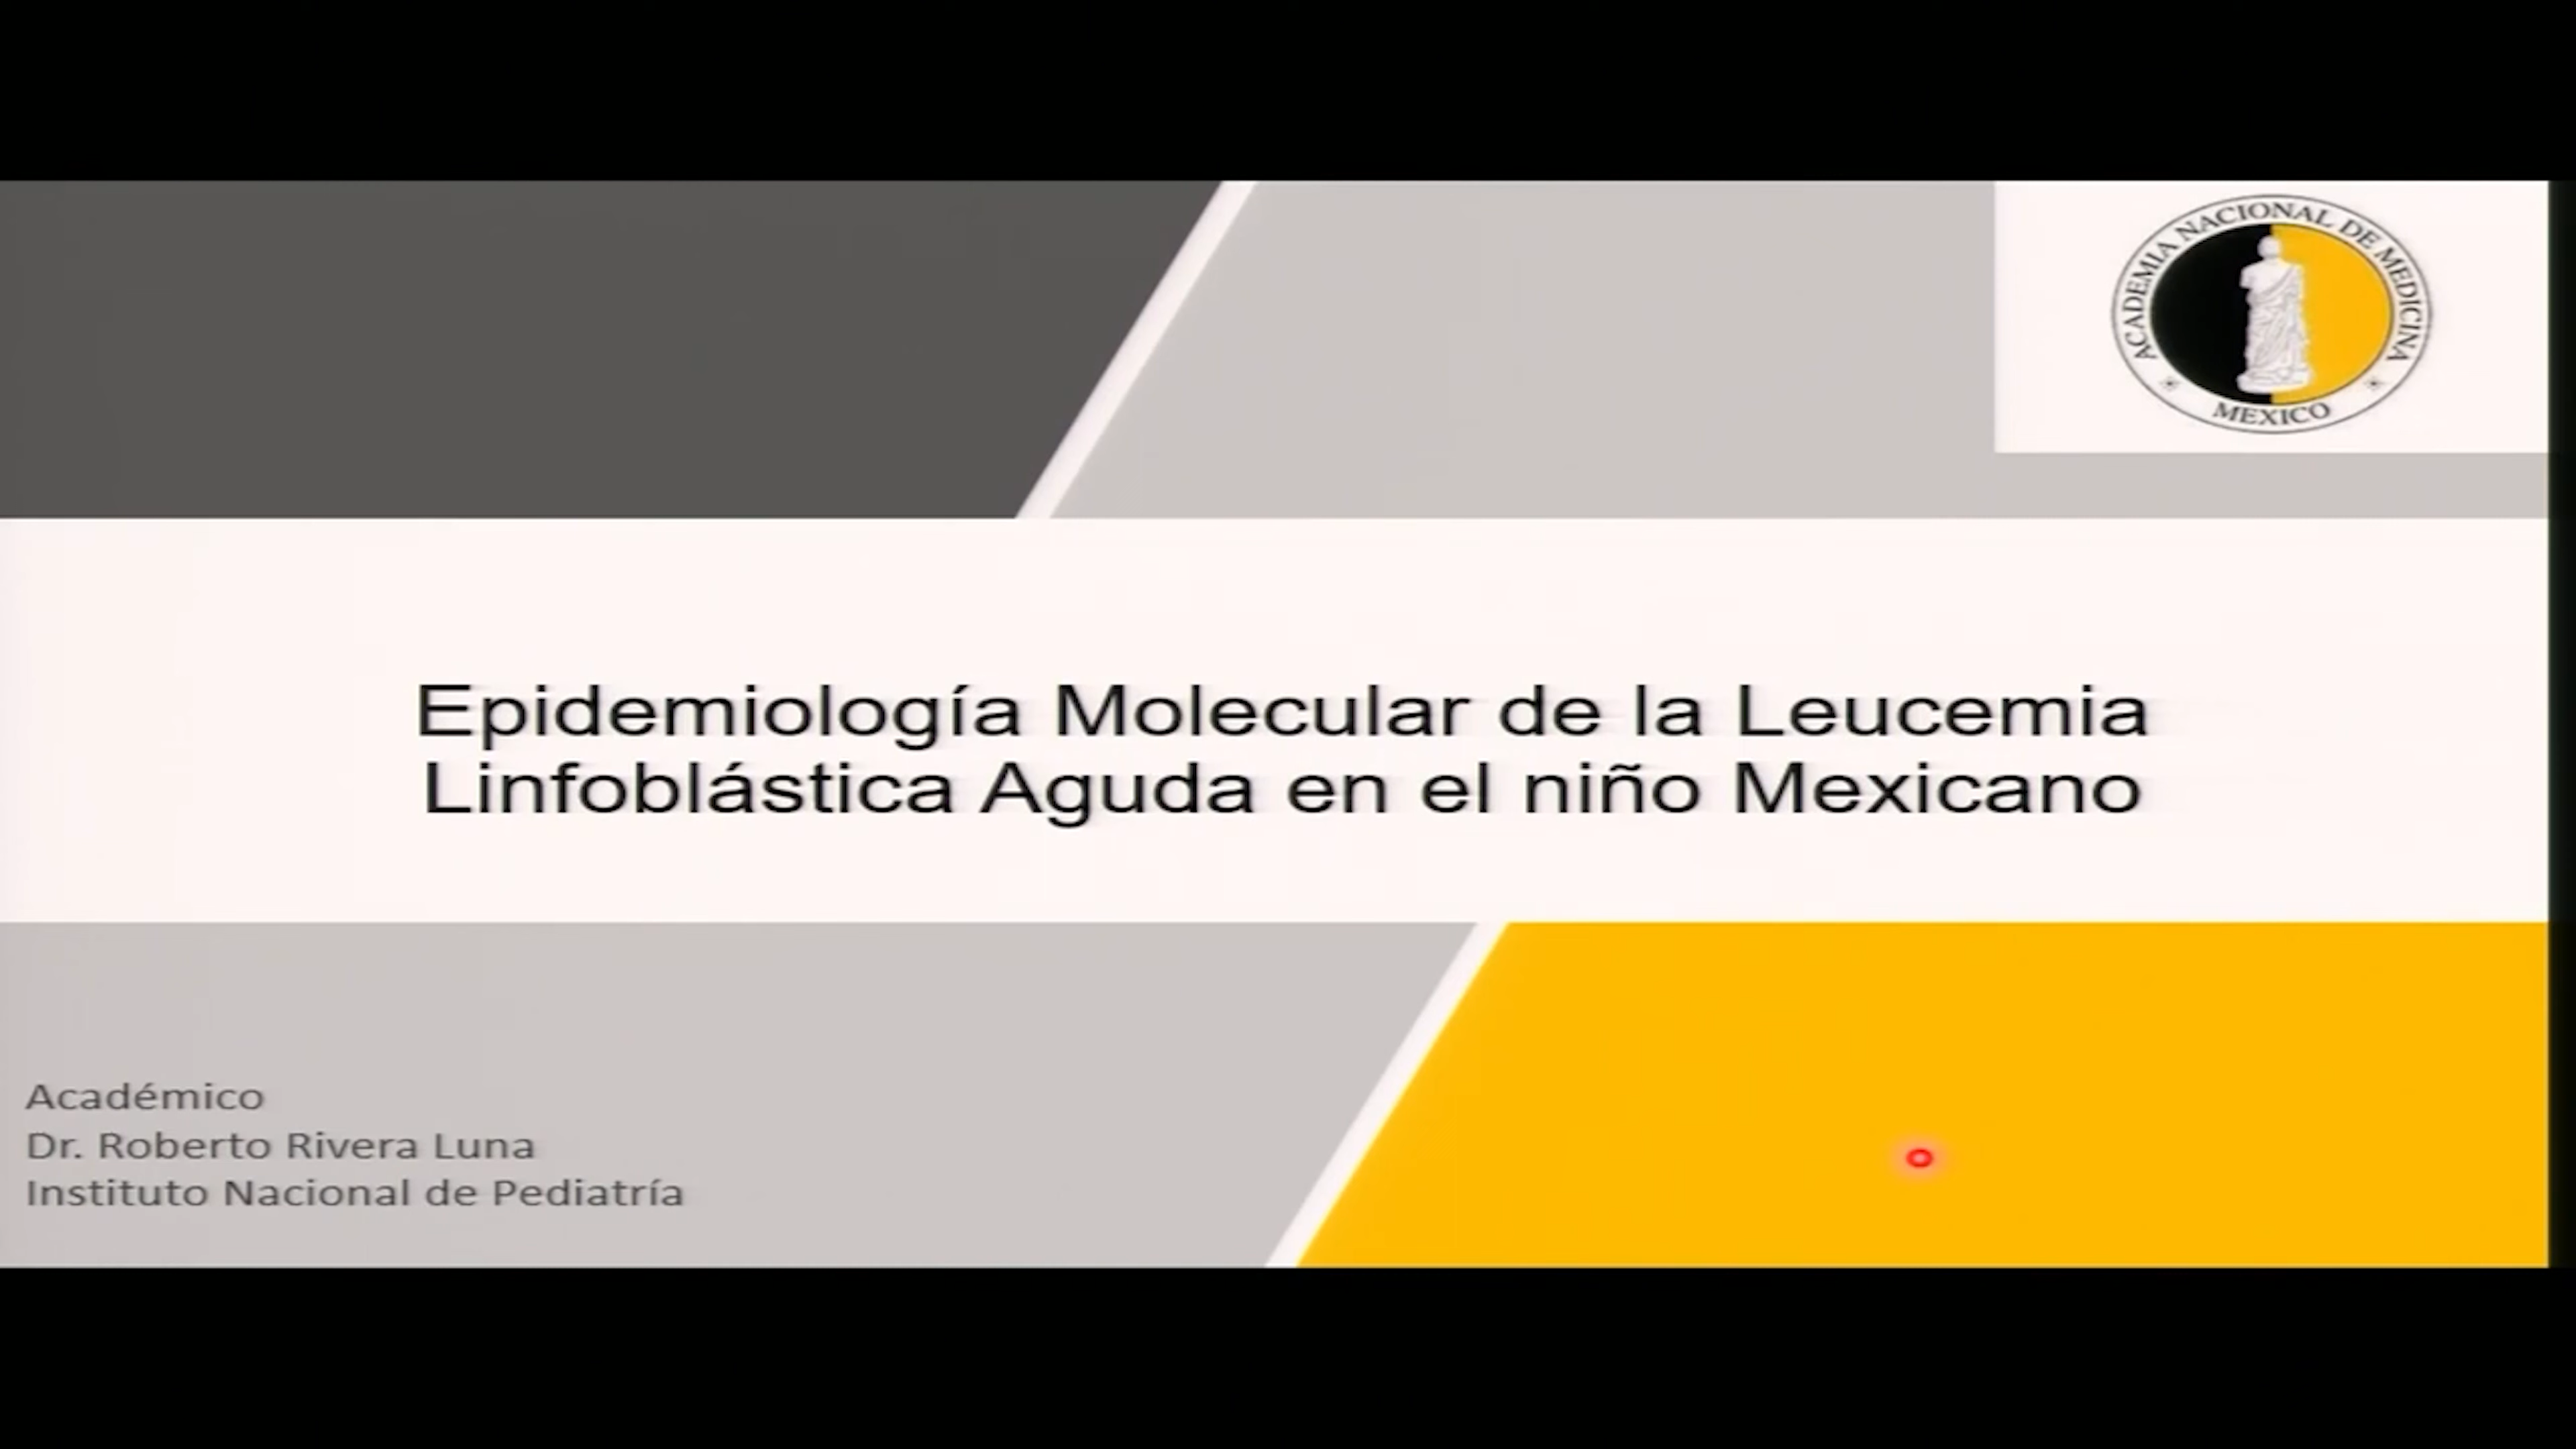 ACADEMIA NACIONAL DE MEDICINA
MEXICO
Epidemiología Molecular de la Leucemia
Linfoblástica Aguda en el niño Mexicano
Académico
Dr. Roberto Rivera Luna
Instituto Nacional de Pediatría